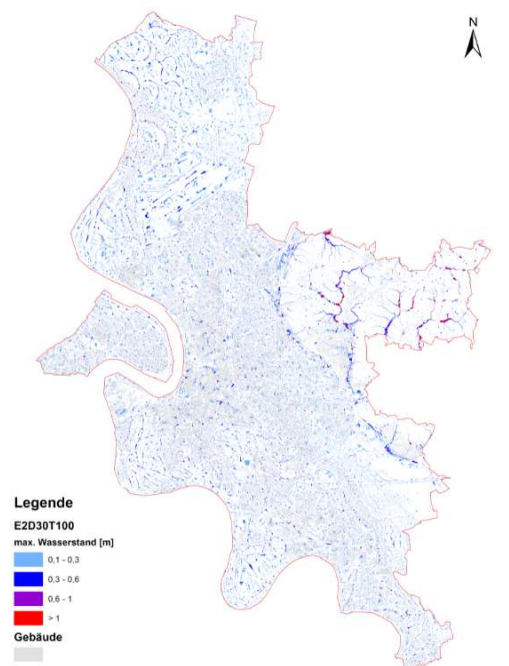 N
Legende
E2D30T100
max. Wasserstand [m]
0,1 - 0,3
0,3 - 0,6
0,6 - 1
> 1
Gebäude